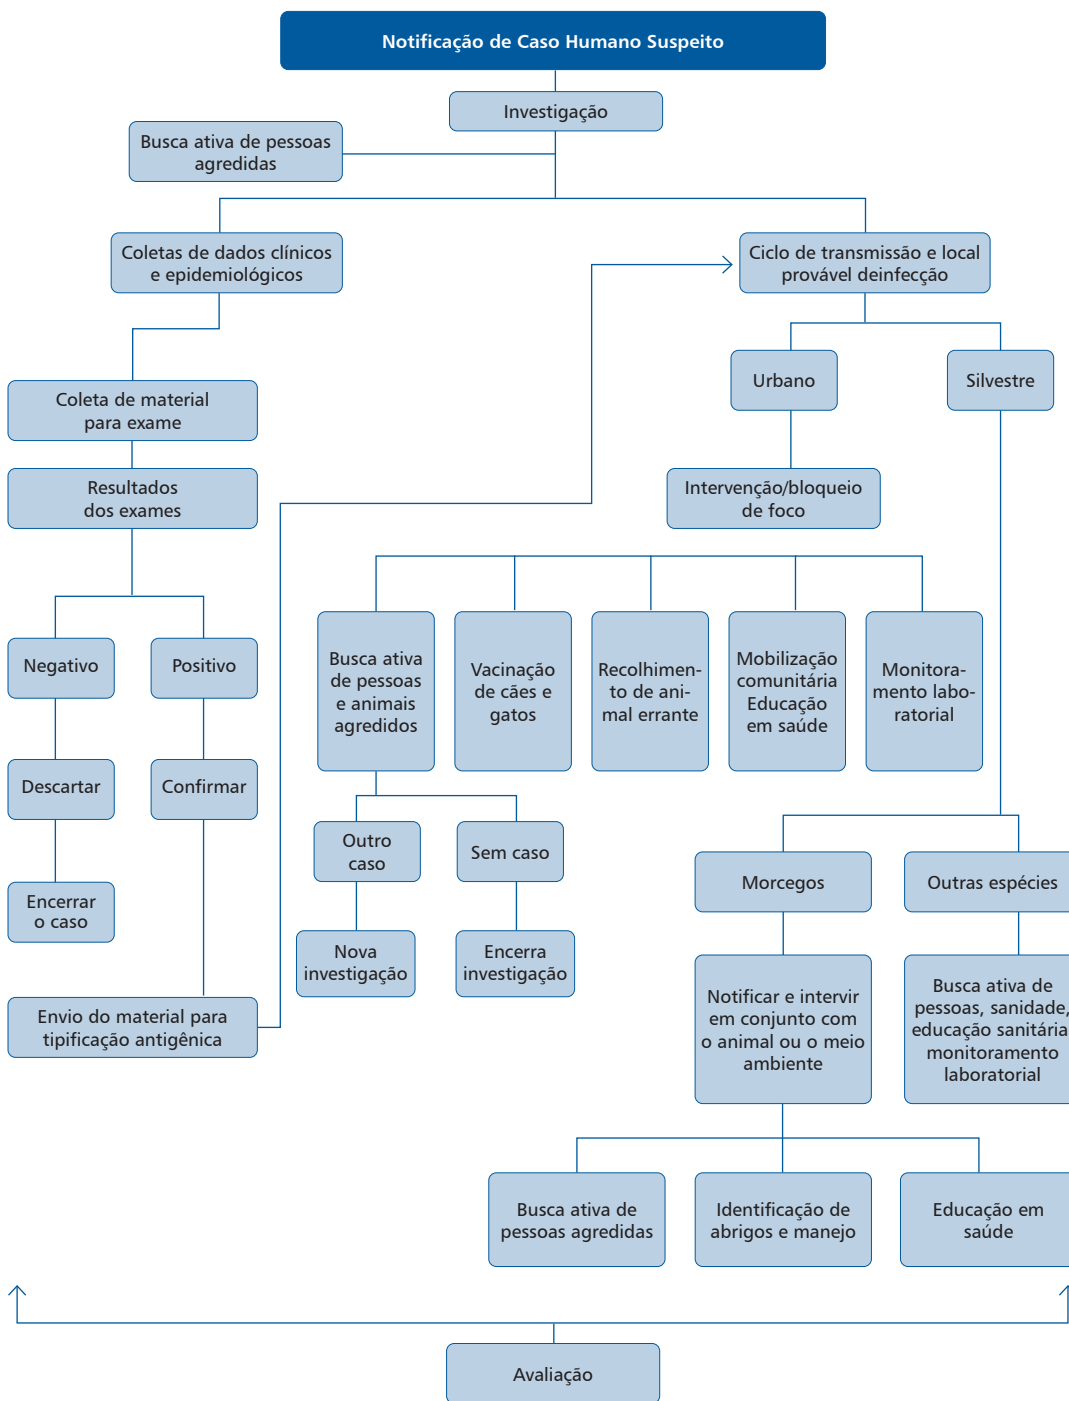 Notificação de Caso Humano Suspeito
Investigação
Busca ativa de pessoas
agredidas
Coletas de dados clínicos
e epidemiológicos
Ciclo de transmissão e local
provável deinfecção
Urbano
Silvestre
Coleta de material
para exame
Resultados
dos exames
Intervenção/bloqueio
de foco
Negativo
Positivo
Busca ativa
de pessoas
e animais
agredidos
Vacinação
de cães e
gatos
Recolhimen-
to de ani-
mal errante
Mobilização
comunitária
Educação
em saúde
Monitora-
mento labo-
ratorial
Descartar
Confirmar
Outro
caso
Sem caso
Morcegos
Outras espécies
Encerrar
o caso
Nova
investigação
Encerra
investigação
Envio do material para
tipificação antigênica
Notificar e intervir
em conjunto com
o animal ou o meio
ambiente
Busca ativa de
pessoas, sanidade,
educação sanitária
monitoramento
laboratorial
Busca ativa de
pessoas agredidas
Identificação de
abrigos e manejo
Educação em
saúde
Avaliação